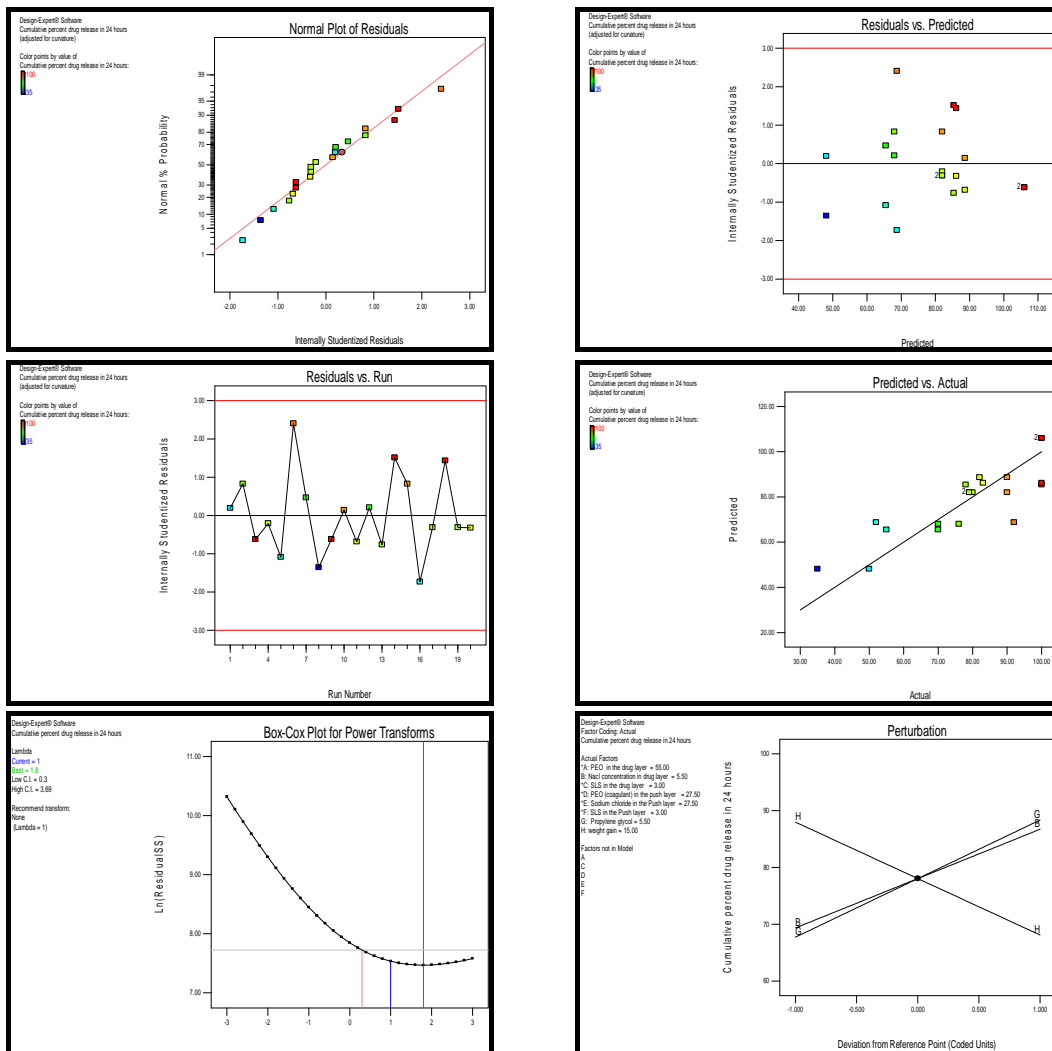 Design-Expert® Software
Cumulative percent drug release in 24 hours
(adjusted for curvature)
Color points by value of
Cumulative percent drug release in 24 hours:
100
35
Normal Plot of Residuals
Normal % Probability
99
95
90
80
70
50
30
20
10
5
1
-2.00
-1.00
0.00
1.00
2.00
3.00
Internally Studentized Residuals
Design-Expert® Software
Cumulative percent drug release in 24 hours
(adjusted for curvature)
Color points by value of
Cumulative percent drug release in 24 hours:
100
35
Residuals vs. Predicted
Internally Studentized Residuals
3.00
2.00
1.00
0.00
-1.00
-2.00
-3.00
2
2
40.00
50.00
60.00
70.00
80.00
90.00
100.00
110.00
Predicted
Design-Expert® Software
Cumulative percent drug release in 24 hours
(adjusted for curvature)
Color points by value of
Cumulative percent drug release in 24 hours:
100
35
Residuals vs. Run
Internally Studentized Residuals
3.00
2.00
1.00
0.00
-1.00
-2.00
-3.00
1
4
7
10
13
16
19
Run Number
Design-Expert® Software
Cumulative percent drug release in 24 hours
(adjusted for curvature)
Color points by value of
Cumulative percent drug release in 24 hours:
100
35
Predicted vs. Actual
Predicted
120.00
100.00
80.00
60.00
40.00
20.00
2
2
30.00
40.00
50.00
60.00
70.00
80.00
90.00
100.00
Actual
Design-Expert® Software
Cumulative percent drug release in 24 hours
Lambda
Current = 1
Best = 1.8
Low C.I. = 0.3
High C.I. = 3.69
Recommend transform:
None
(Lambda = 1)
Box-Cox Plot for Power Transforms
Ln(ResidualSS)
11.00
10.00
9.00
8.00
7.00
-3
-2
-1
0
1
2
3
Lambda
Design-Expert® Software
Factor Coding: Actual
Cumulative percent drug release in 24 hours
Actual Factors
*A: PEO in the drug layer = 55.00
B: Nacl concentration in drug layer = 5.50
*C: SLS in the drug layer = 3.00
*D: PEO (coagulant) in the push layer = 27.50
*E: Sodium chloride in the Push layer = 27.50
*F: SLS in the Push layer = 3.00
G: Propylene glycol = 5.50
H: weight gain = 15.00
Factors not in Model
A
C
D
E
F
Perturbation
Cumulative percent drug release in 24 hours
100
90
80
70
60
H
B
G
G
B
H
-1.000
-0.500
0.000
0.500
1.000
Deviation from Reference Point (Coded Units)